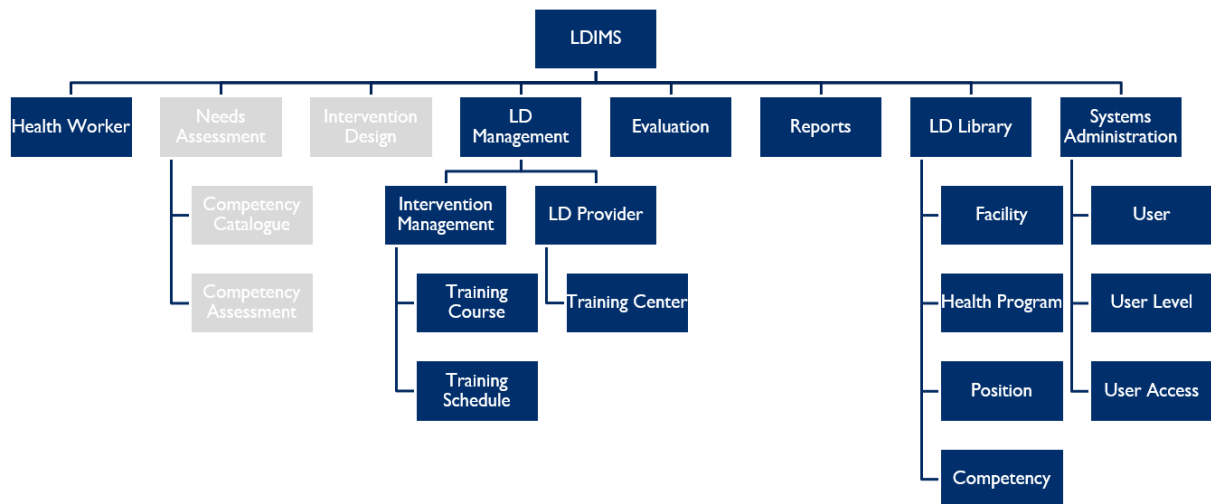 LDIMS
Health Worker
Needs
Assessment
Intervention
Design
LD
Management
Evaluation
Reports
LD Library
Systems
Administration
Competency
Catalogue
Competency
Assessment
Intervention
Management
Training
Course
Training
Schedule
LD Provider
Training Center
Facility
Health Program
Position
Competency
User
User Level
User Access